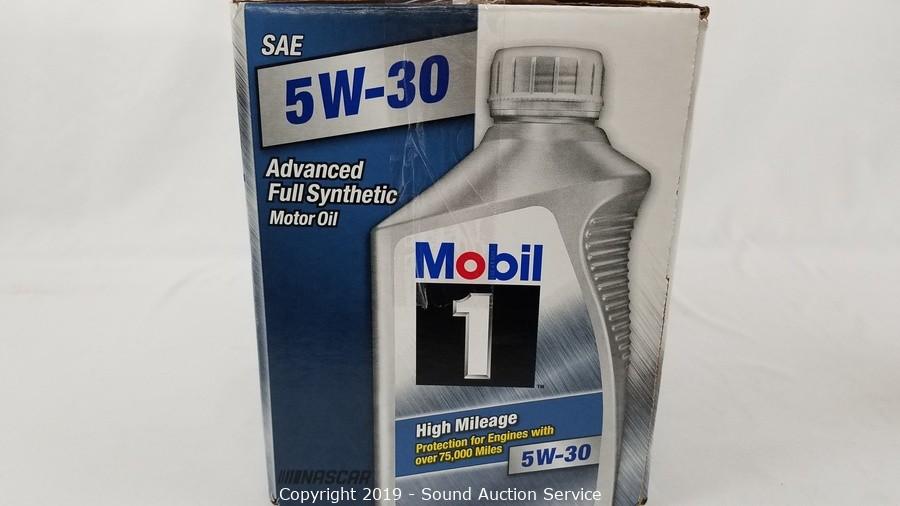 SAE
5W-30
Advanced
Full Synthetic
Motor Oil
Mobil
1
™
High Mileage
Protection for Engines with
over 75,000 Miles
5W-30
NASCAR
Copyright 2019 - Sound Auction Service